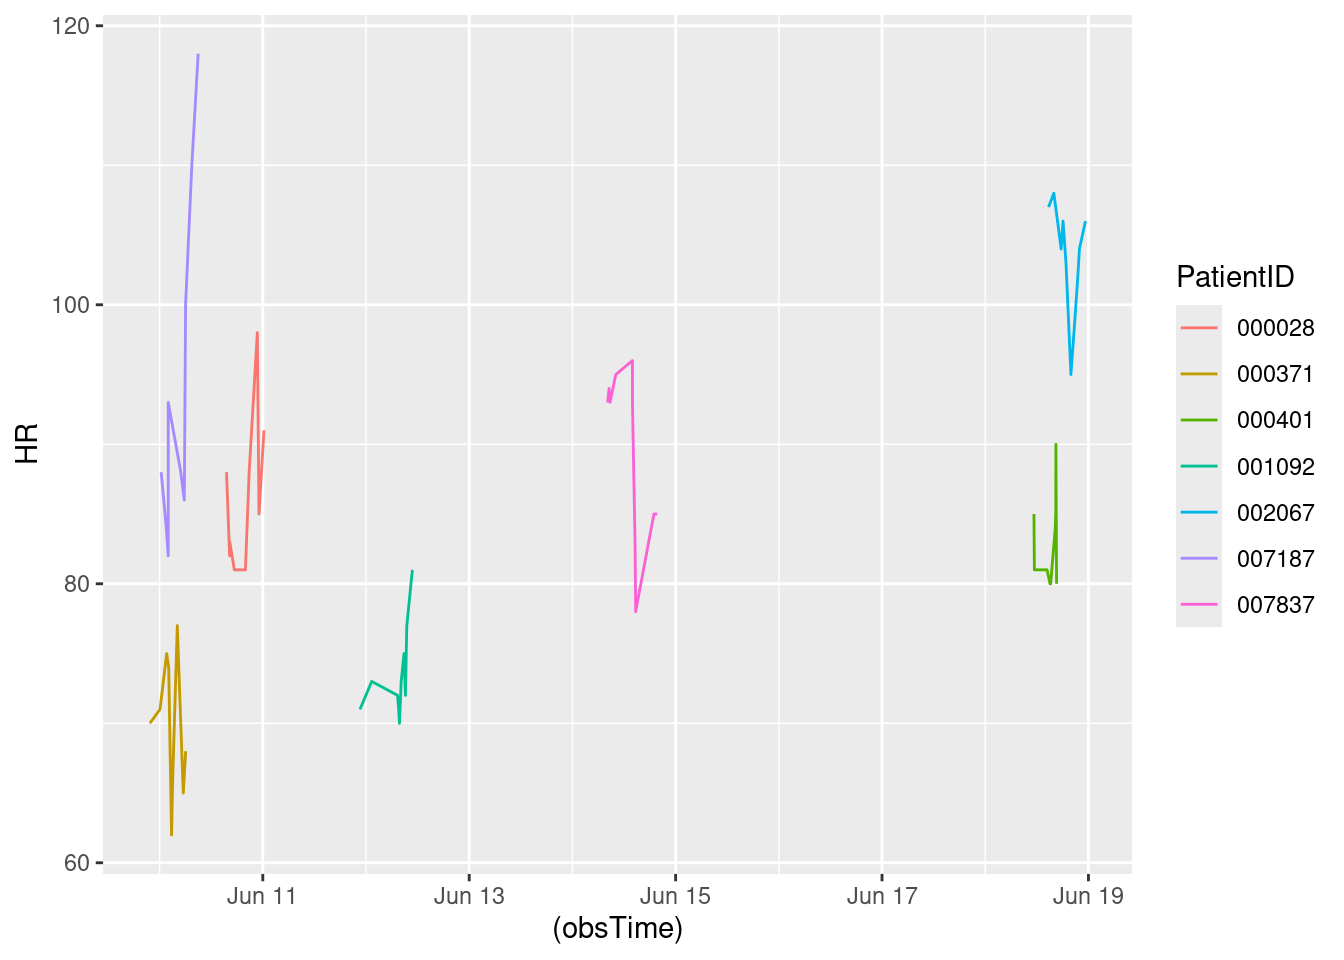 120
100
80
60
HR
Jun 11
Jun 13
Jun 15
Jun 17
Jun 19
(obsTime)
PatientID
000028
000371
000401
001092
002067
007187
007837